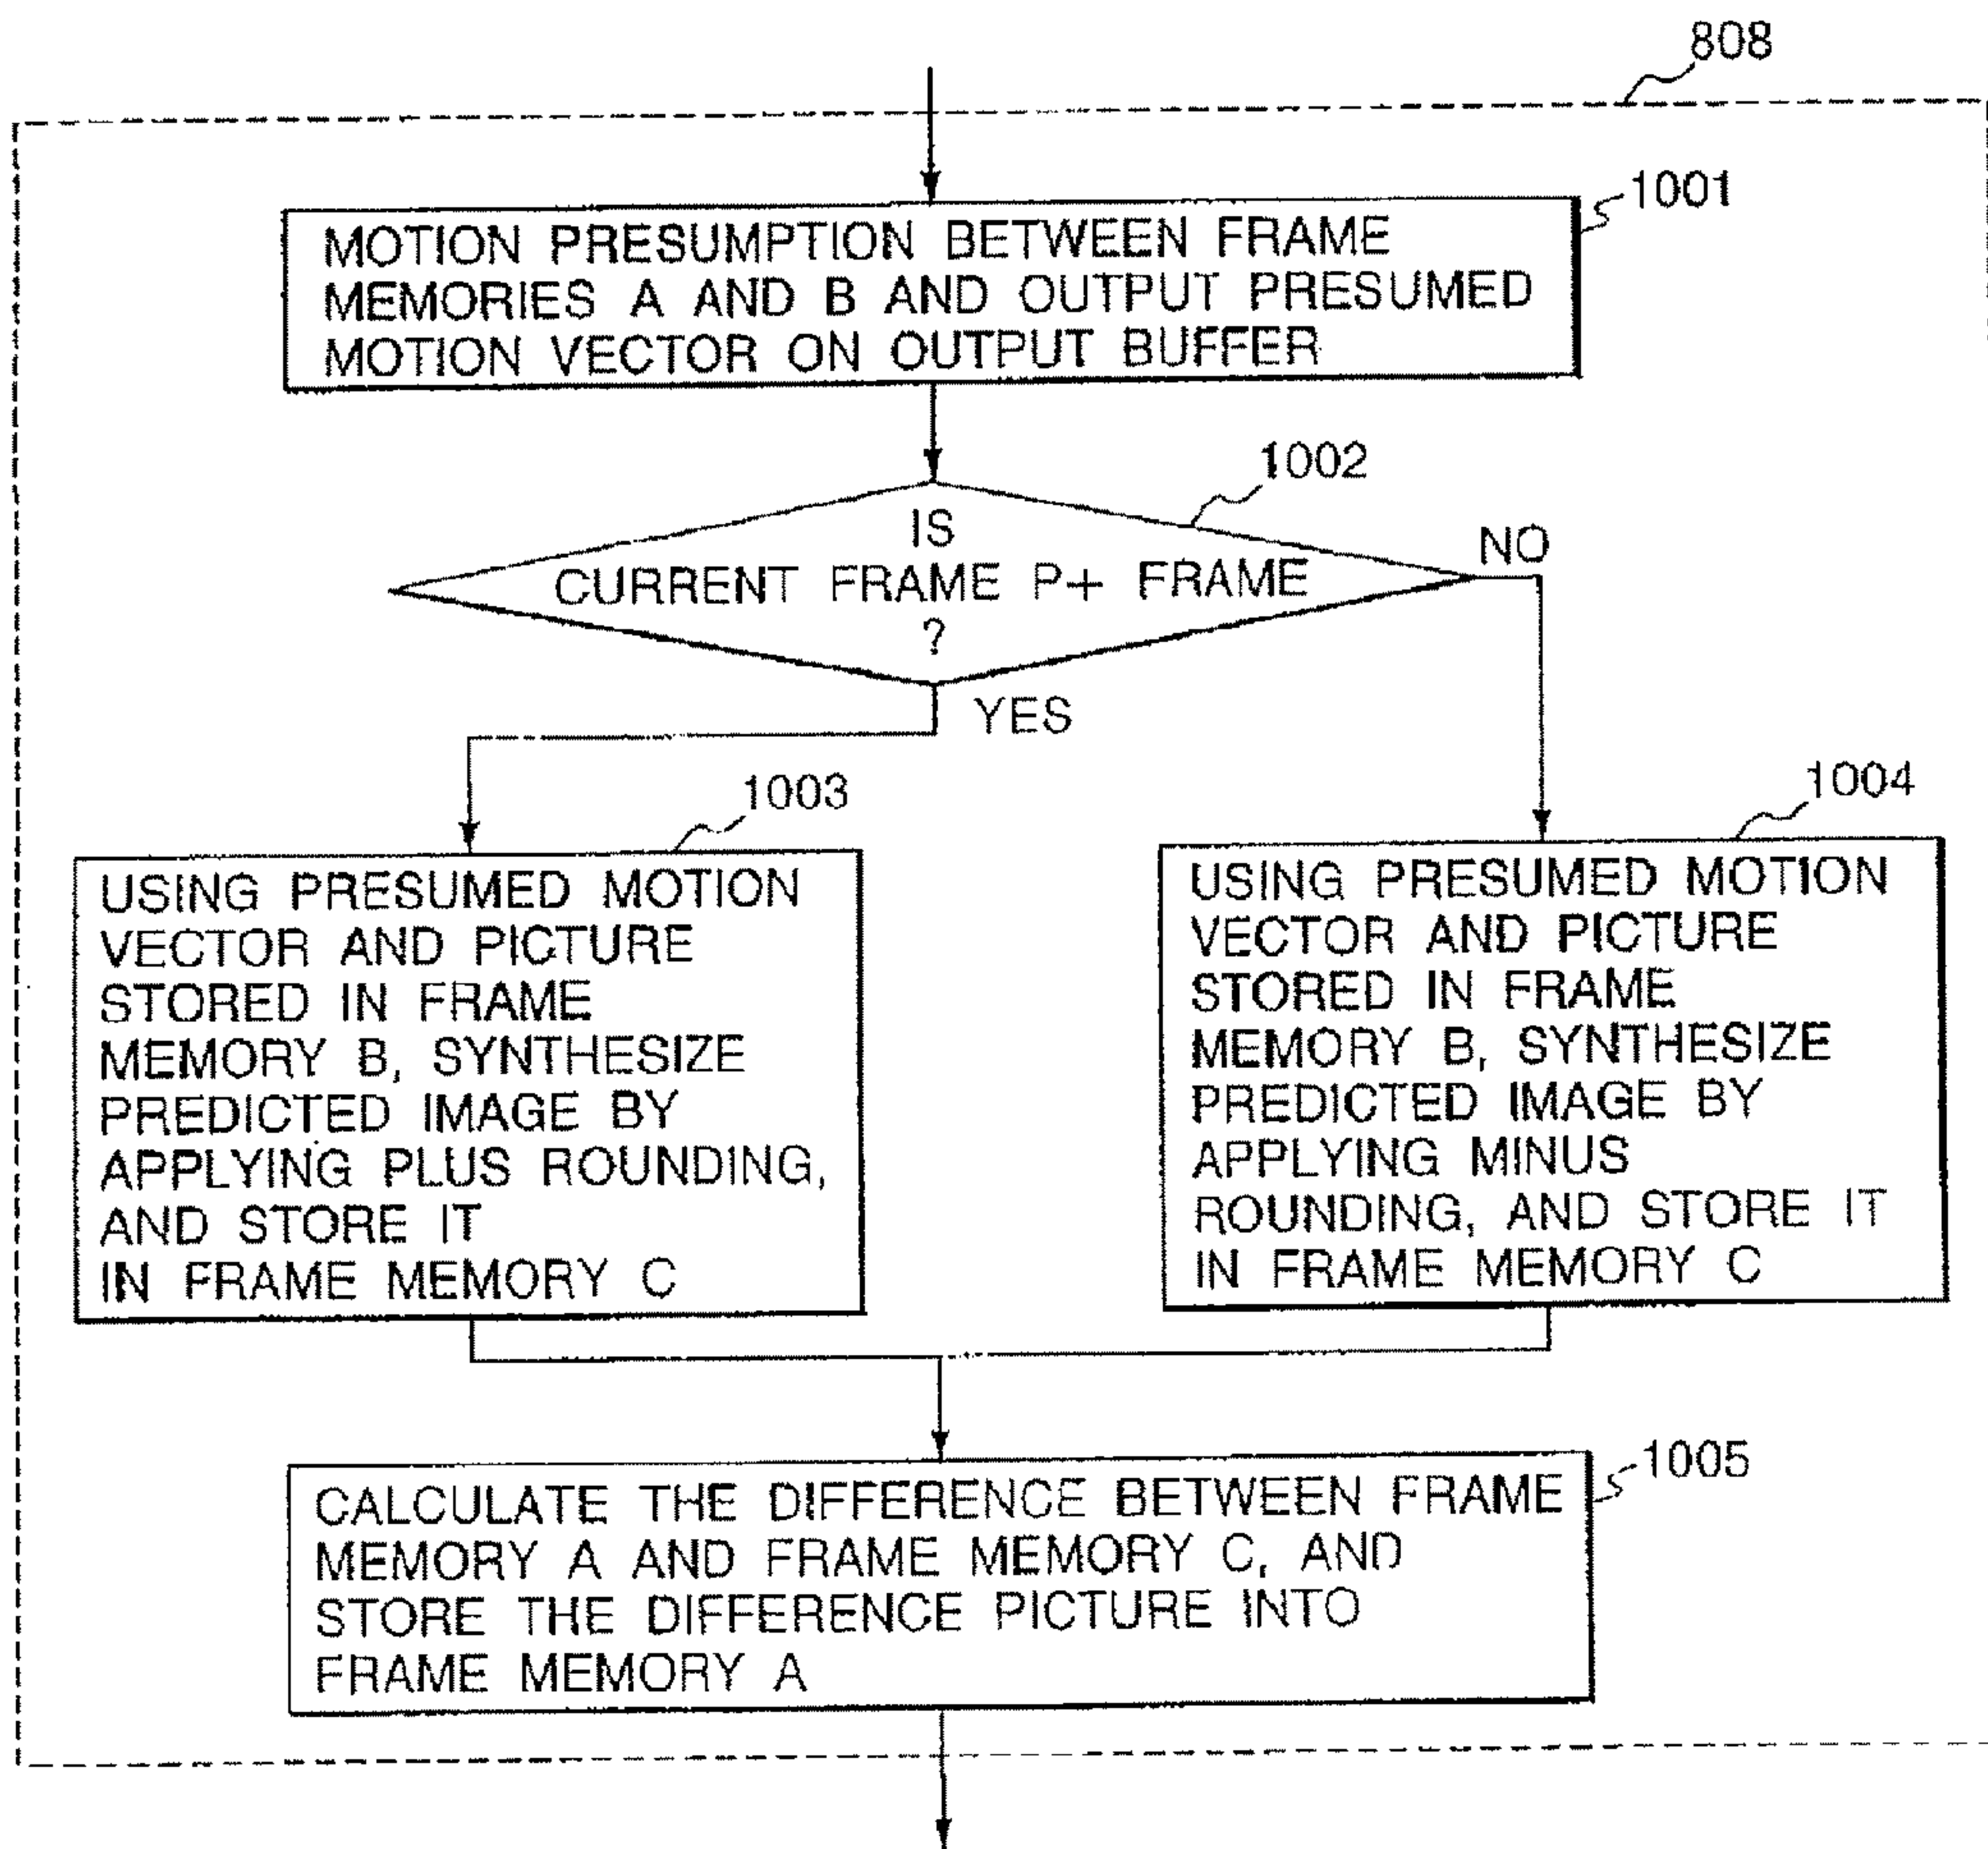 808
1001
MOTION PRESUMPTION BETWEEN FRAME
MEMORIES A AND B AND OUTPUT PRESUMED
MOTION VECTOR ON OUTPUT BUFFER
1002
IS
CURRENT FRAME P+ FRAME
?
NO
YES
1003
USING PRESUMED MOTION
VECTOR AND PICTURE
STORED IN FRAME
MEMORY B, SYNTHESIZE
PREDICTED IMAGE BY
APPLYING PLUS ROUNDING,
AND STORE IT
IN FRAME MEMORY C
1004
USING PRESUMED MOTION
VECTOR AND PICTURE
STORED IN FRAME
MEMORY B, SYNTHESIZE
PREDICTED IMAGE BY
APPLYING MINUS
ROUNDING, AND STORE IT
IN FRAME MEMORY C
1005
CALCULATE THE DIFFERENCE BETWEEN FRAME
MEMORY A AND FRAME MEMORY C, AND
STORE THE DIFFERENCE PICTURE INTO
FRAME MEMORY A